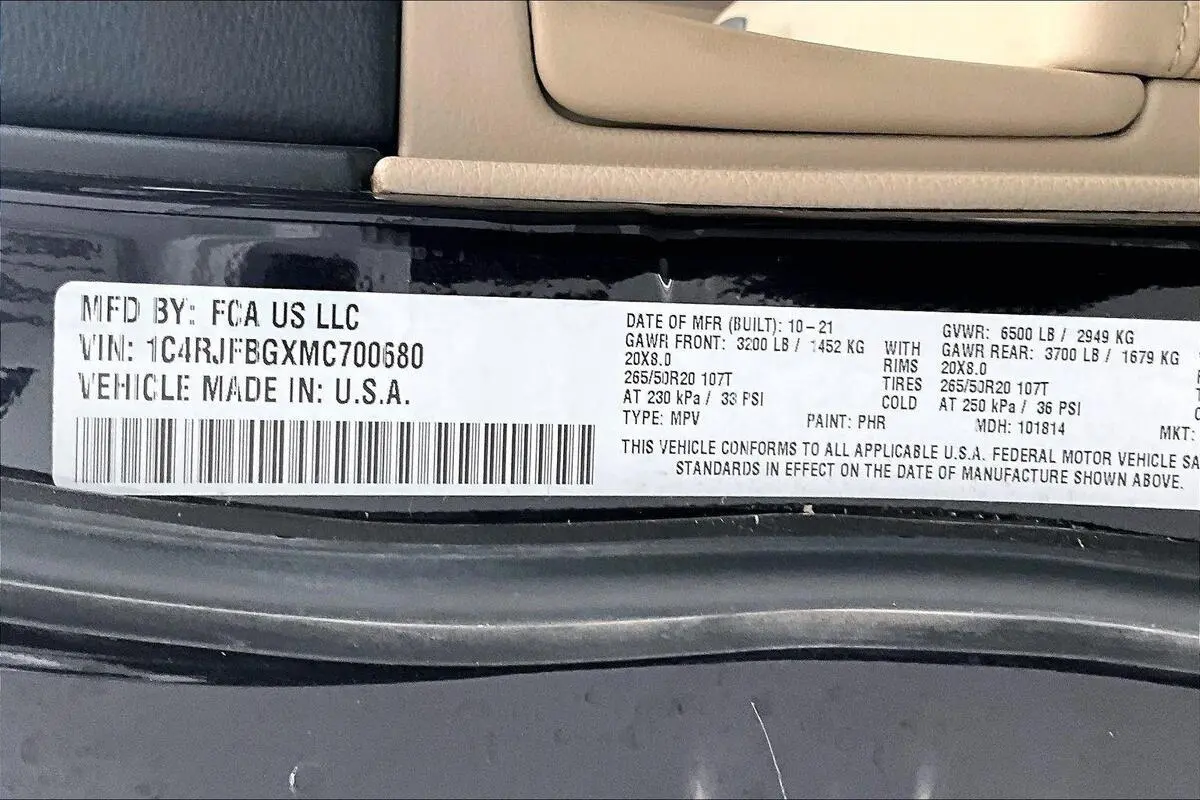 MFD BY: FCA US LLC
VIN: 1C4RJFBGXMC700680
VEHICLE MADE IN: U.S.A.
DATE OF MFR (BUILT): 10-21
GVWR: 6500 LB / 2949 KG
GAWR FRONT: 3200 LB / 1452 KG WITH GAWR REAR: 3700 LB / 1679 KG
20X8.0 RIMS 20X8.0
265/50R20 107T TIRES 265/50R20 107T
AT 230 kPa / 33 PSI COLD AT 250 kPa / 36 PSI
TYPE: MPV PAINT: PHR MDH: 101814 MKT:
THIS VEHICLE CONFORMS TO ALL APPLICABLE U.S.A. FEDERAL MOTOR VEHICLE SA
STANDARDS IN EFFECT ON THE DATE OF MANUFACTURE SHOWN ABOVE.